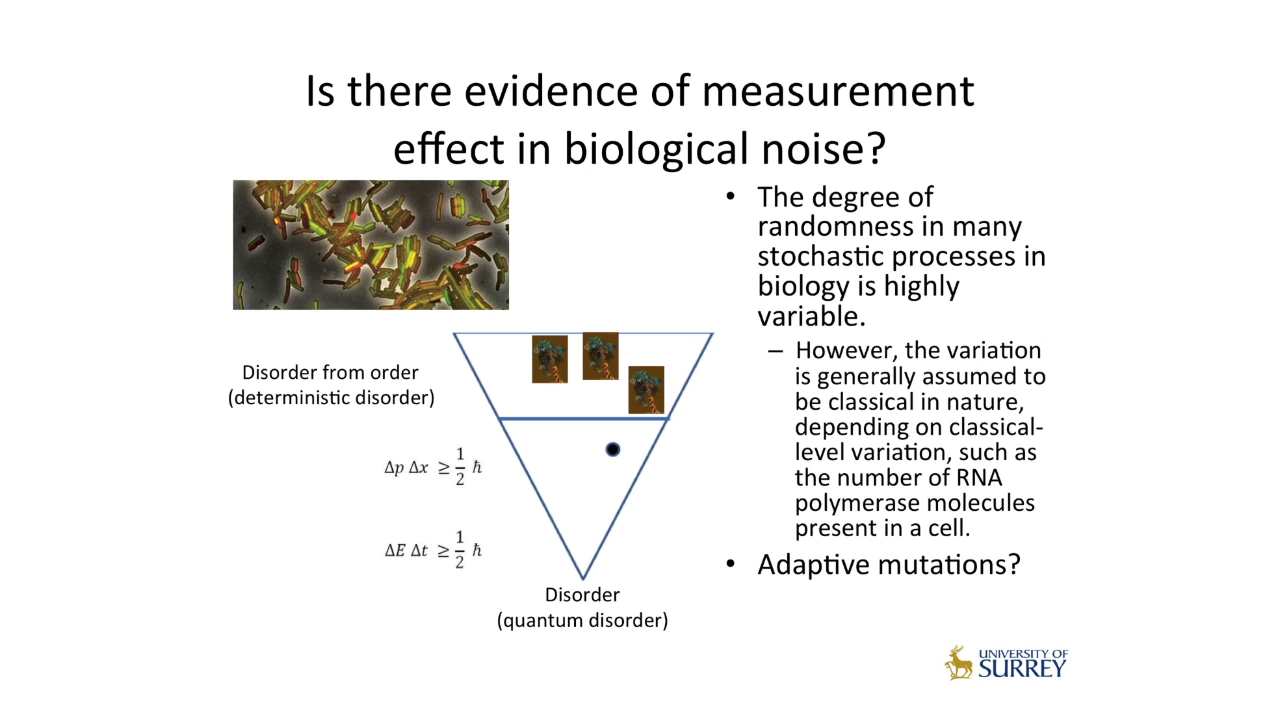 Is there evidence of measurement
effect in biological noise?
• The degree of
randomness in many
stochastic processes in
biology is highly
variable.
– However, the variation
is generally assumed to
be classical in nature,
depending on classical-
level variation, such as
the number of RNA
polymerase molecules
present in a cell.
• Adaptive mutations?
Disorder from order
(deterministic disorder)
Δp Δx ≥ 1/2 ħ
ΔE Δt ≥ 1/2 ħ
Disorder
(quantum disorder)
UNIVERSITY OF
SURREY